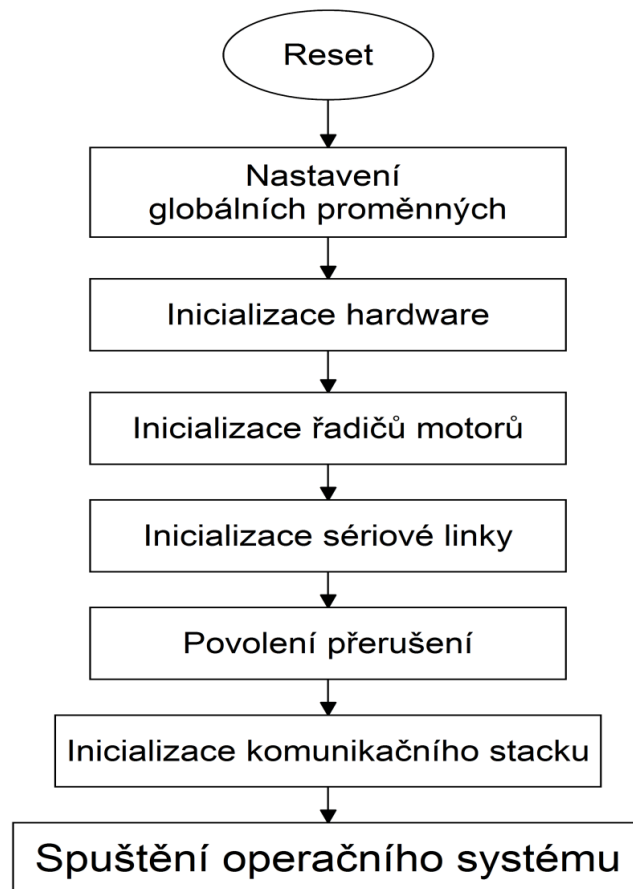 Reset
Nastavení
globálních proměnných
Inicializace hardware
Inicializace řadičů motorů
Inicializace sériové linky
Povolení přerušení
Inicializace komunikačního stacku
Spuštění operačního systému